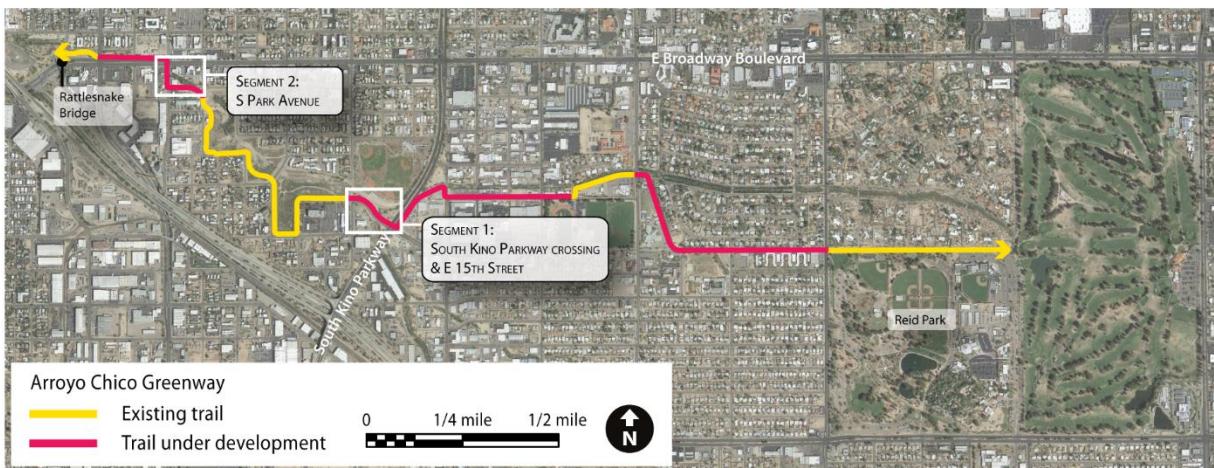 E Broadway Boulevard
Rattlesnake
Bridge
Segment 2:
S Park Avenue
Segment 1:
South Kino Parkway crossing
& E 15th Street
South Kino Parkway
Reid Park
Arroyo Chico Greenway
Existing trail
Trail under development
0 1/4 mile 1/2 mile
N